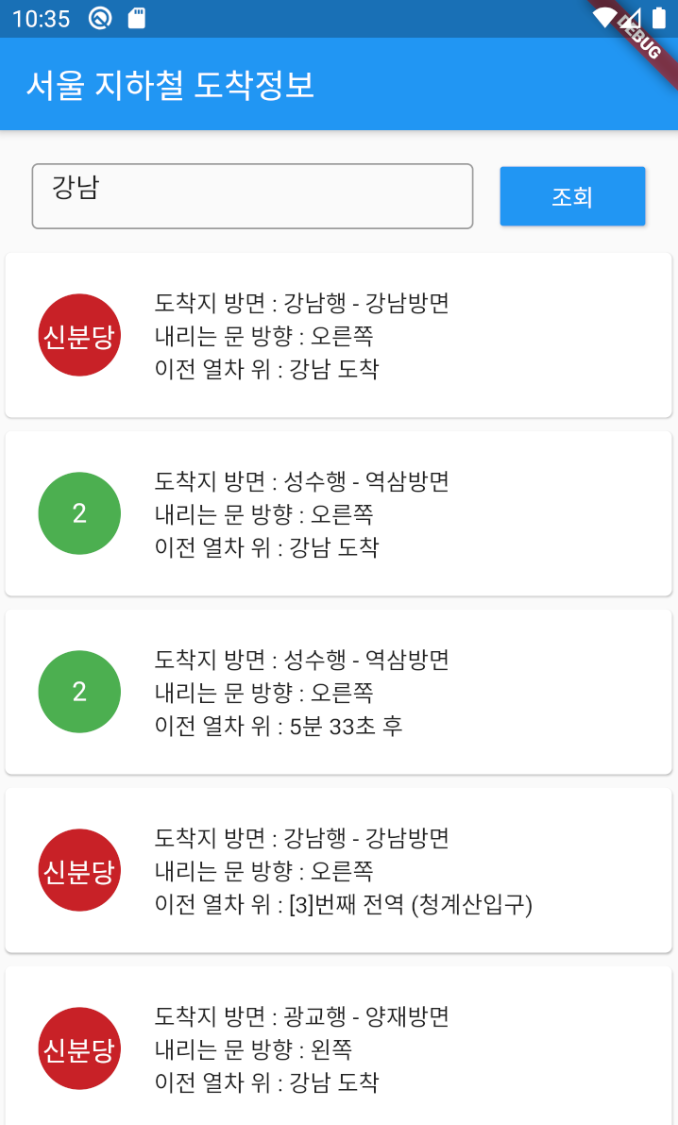 10:35
DEBUG
서울 지하철 도착정보
강남
조회
신분당
도착지 방면 : 강남행 - 강남방면
내리는 문 방향 : 오른쪽
이전 열차 위 : 강남 도착
2
도착지 방면 : 성수행 - 역삼방면
내리는 문 방향 : 오른쪽
이전 열차 위 : 강남 도착
2
도착지 방면 : 성수행 - 역삼방면
내리는 문 방향 : 오른쪽
이전 열차 위 : 5분 33초 후
신분당
도착지 방면 : 강남행 - 강남방면
내리는 문 방향 : 오른쪽
이전 열차 위 : [3]번째 전역 (청계산입구)
신분당
도착지 방면 : 광교행 - 양재방면
내리는 문 방향 : 왼쪽
이전 열차 위 : 강남 도착